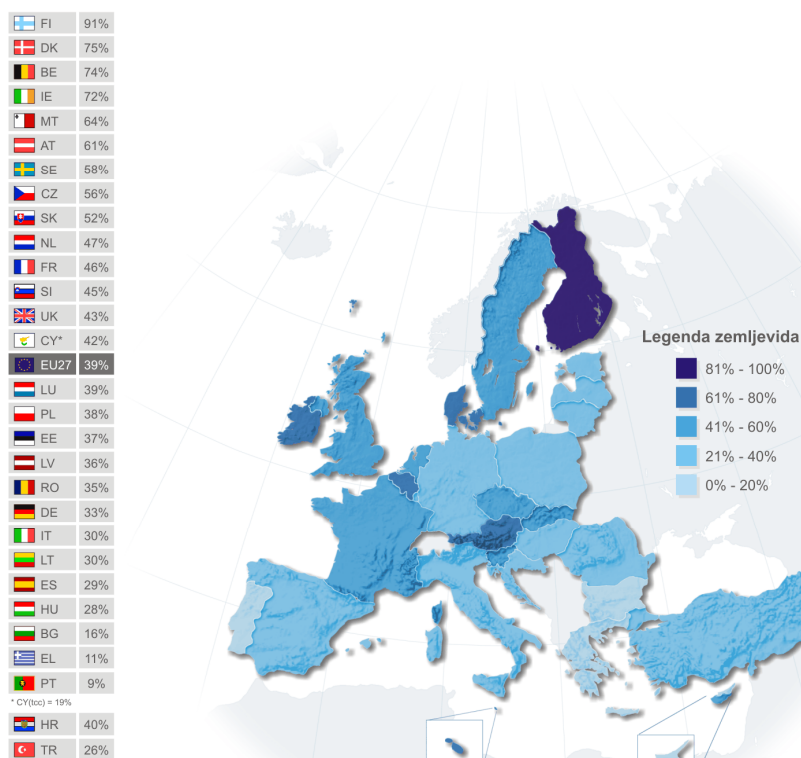 FI 91%
DK 75%
BE 74%
IE 72%
MT 64%
AT 61%
SE 58%
CZ 56%
SK 52%
NL 47%
FR 46%
SI 45%
UK 43%
CY* 42%
EU27 39%
LU 39%
PL 38%
EE 37%
LV 36%
RO 35%
DE 33%
IT 30%
LT 30%
ES 29%
HU 28%
BG 16%
EL 11%
PT 9%
* CY(tcc) = 19%
HR 40%
TR 26%
Legenda zemljevida
81% - 100%
61% - 80%
41% - 60%
21% - 40%
0% - 20%